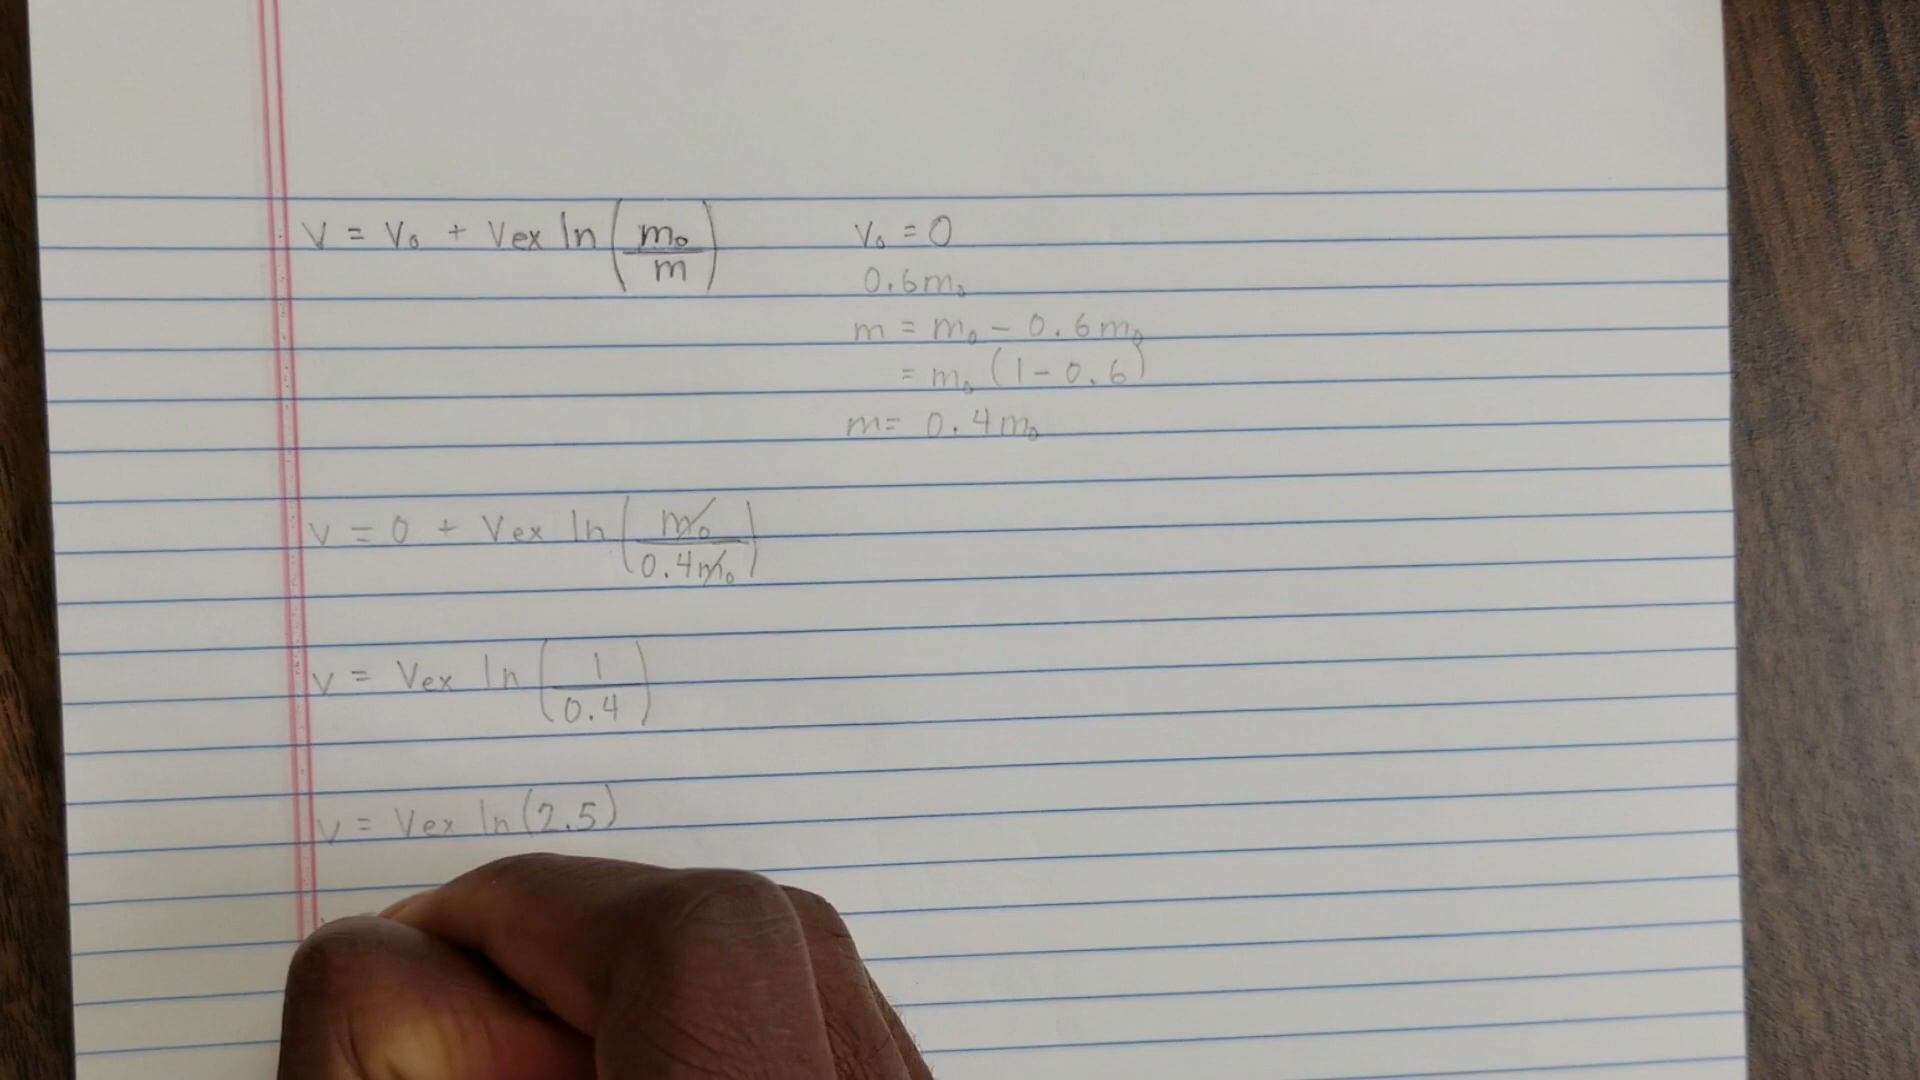 v = v₀ + vex ln(m₀/m)
v₀ = 0
0.6m₀
m = m₀ - 0.6m₀
= m₀ (1 - 0.6)
m = 0.4m₀
v = 0 + vex ln(m₀/0.4m₀)
v = vex ln(1/0.4)
v = vex ln(2.5)